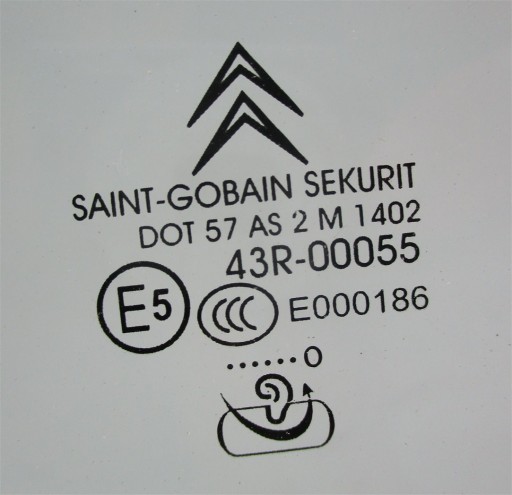 SAINT-GOBAIN SEKURIT
DOT 57 AS 2 M 1402
43R-00055
E5 CCC E000186
......0